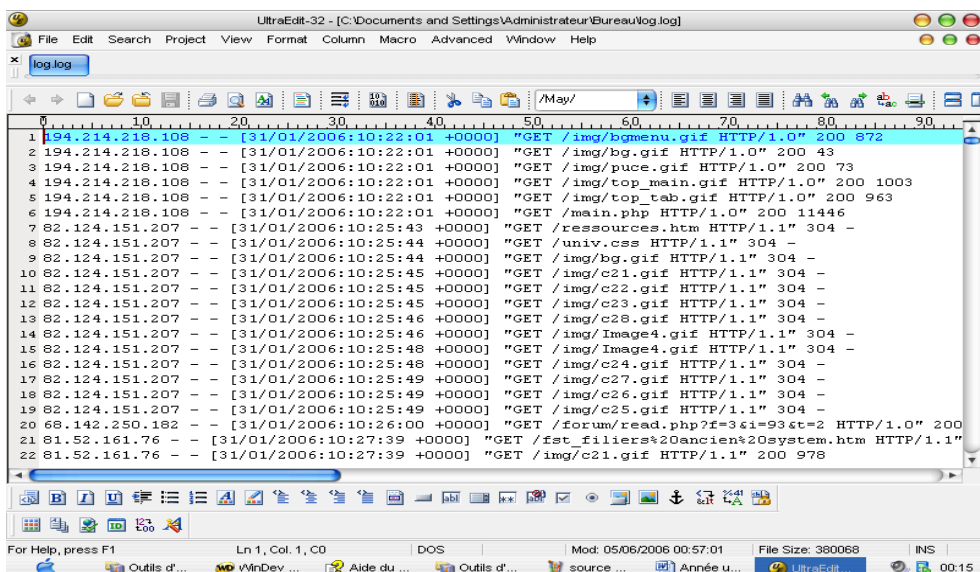 UltraEdit-32 - [C:\Documents and Settings\Administrateur\Bureau\log.log]
File Edit Search Project View Format Column Macro Advanced Window Help
log.log
/May/
0 10 20 30 40 50 60 70 80 90
1 194.214.218.108 - - [31/01/2006:10:22:01 +0000] "GET /img/bgmenu.gif HTTP/1.0" 200 872
2 194.214.218.108 - - [31/01/2006:10:22:01 +0000] "GET /img/bg.gif HTTP/1.0" 200 43
3 194.214.218.108 - - [31/01/2006:10:22:01 +0000] "GET /img/puce.gif HTTP/1.0" 200 73
4 194.214.218.108 - - [31/01/2006:10:22:01 +0000] "GET /img/top_main.gif HTTP/1.0" 200 1003
5 194.214.218.108 - - [31/01/2006:10:22:01 +0000] "GET /img/top_tab.gif HTTP/1.0" 200 963
6 194.214.218.108 - - [31/01/2006:10:22:01 +0000] "GET /main.php HTTP/1.0" 200 11446
7 82.124.151.207 - - [31/01/2006:10:25:43 +0000] "GET /ressources.htm HTTP/1.1" 304 -
8 82.124.151.207 - - [31/01/2006:10:25:44 +0000] "GET /univ.css HTTP/1.1" 304 -
9 82.124.151.207 - - [31/01/2006:10:25:44 +0000] "GET /img/bg.gif HTTP/1.1" 304 -
10 82.124.151.207 - - [31/01/2006:10:25:45 +0000] "GET /img/c21.gif HTTP/1.1" 304 -
11 82.124.151.207 - - [31/01/2006:10:25:45 +0000] "GET /img/c22.gif HTTP/1.1" 304 -
12 82.124.151.207 - - [31/01/2006:10:25:45 +0000] "GET /img/c23.gif HTTP/1.1" 304 -
13 82.124.151.207 - - [31/01/2006:10:25:46 +0000] "GET /img/c28.gif HTTP/1.1" 304 -
14 82.124.151.207 - - [31/01/2006:10:25:46 +0000] "GET /img/Image4.gif HTTP/1.1" 304 -
15 82.124.151.207 - - [31/01/2006:10:25:48 +0000] "GET /img/Image4.gif HTTP/1.1" 304 -
16 82.124.151.207 - - [31/01/2006:10:25:48 +0000] "GET /img/c24.gif HTTP/1.1" 304 -
17 82.124.151.207 - - [31/01/2006:10:25:49 +0000] "GET /img/c27.gif HTTP/1.1" 304 -
18 82.124.151.207 - - [31/01/2006:10:25:49 +0000] "GET /img/c26.gif HTTP/1.1" 304 -
19 82.124.151.207 - - [31/01/2006:10:25:49 +0000] "GET /img/c25.gif HTTP/1.1" 304 -
20 68.142.250.182 - - [31/01/2006:10:26:00 +0000] "GET /forum/read.php?f=3&i=93&t=2 HTTP/1.0" 200
21 81.52.161.76 - - [31/01/2006:10:27:39 +0000] "GET /fst_filiers%20ancien%20system.htm HTTP/1.1"
22 81.52.161.76 - - [31/01/2006:10:27:39 +0000] "GET /img/c21.gif HTTP/1.1" 200 978
For Help, press F1 Ln 1, Col. 1, C0 DOS Mod: 05/06/2006 00:57:01 File Size: 380068 INS
Outils d'... WD WinDev ... Aide du ... Outils d'... source ... Année u... UltraEdit... 00:15